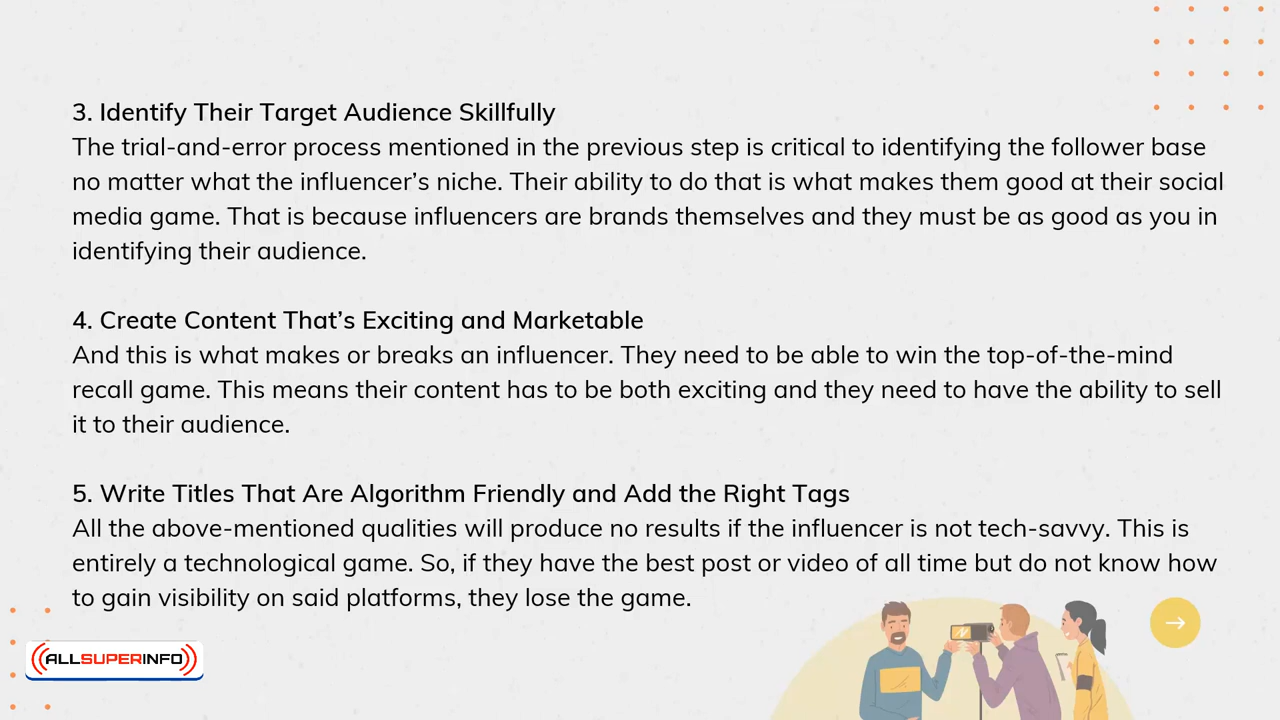 3. Identify Their Target Audience Skillfully
The trial-and-error process mentioned in the previous step is critical to identifying the follower base
no matter what the influencer’s niche. Their ability to do that is what makes them good at their social
media game. That is because influencers are brands themselves and they must be as good as you in
identifying their audience.
4. Create Content That’s Exciting and Marketable
And this is what makes or breaks an influencer. They need to be able to win the top-of-the-mind
recall game. This means their content has to be both exciting and they need to have the ability to sell
it to their audience.
5. Write Titles That Are Algorithm Friendly and Add the Right Tags
All the above-mentioned qualities will produce no results if the influencer is not tech-savvy. This is
entirely a technological game. So, if they have the best post or video of all time but do not know how
to gain visibility on said platforms, they lose the game.
ALLSUPERINFO